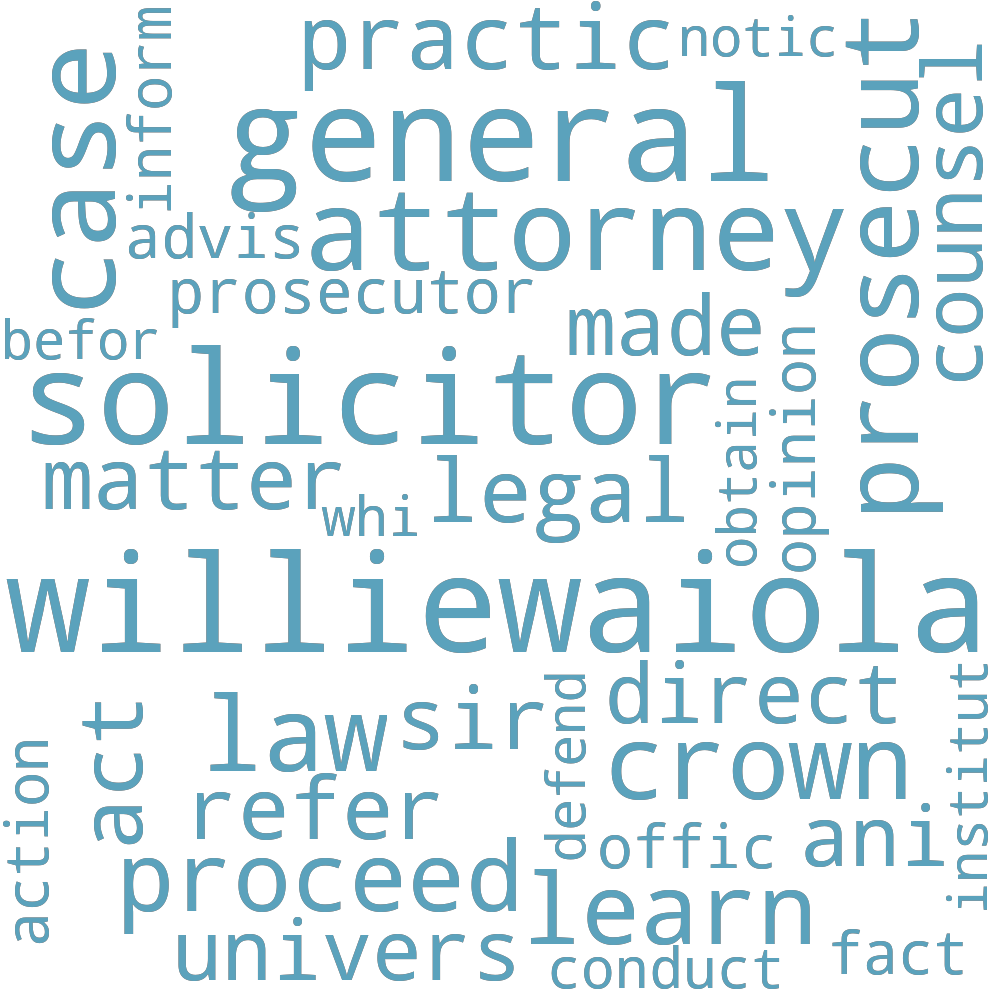 practic
notic
case
inform
general
prosecut
counsel
advis
attorney
prosecutor
befor
made
solicitor
obtain
opinion
matter
whi
legal
williewaiola
act
law
sir
defend
direct
institut
crown
action
refer
offic
ani
proceed
learn
univers
conduct
fact